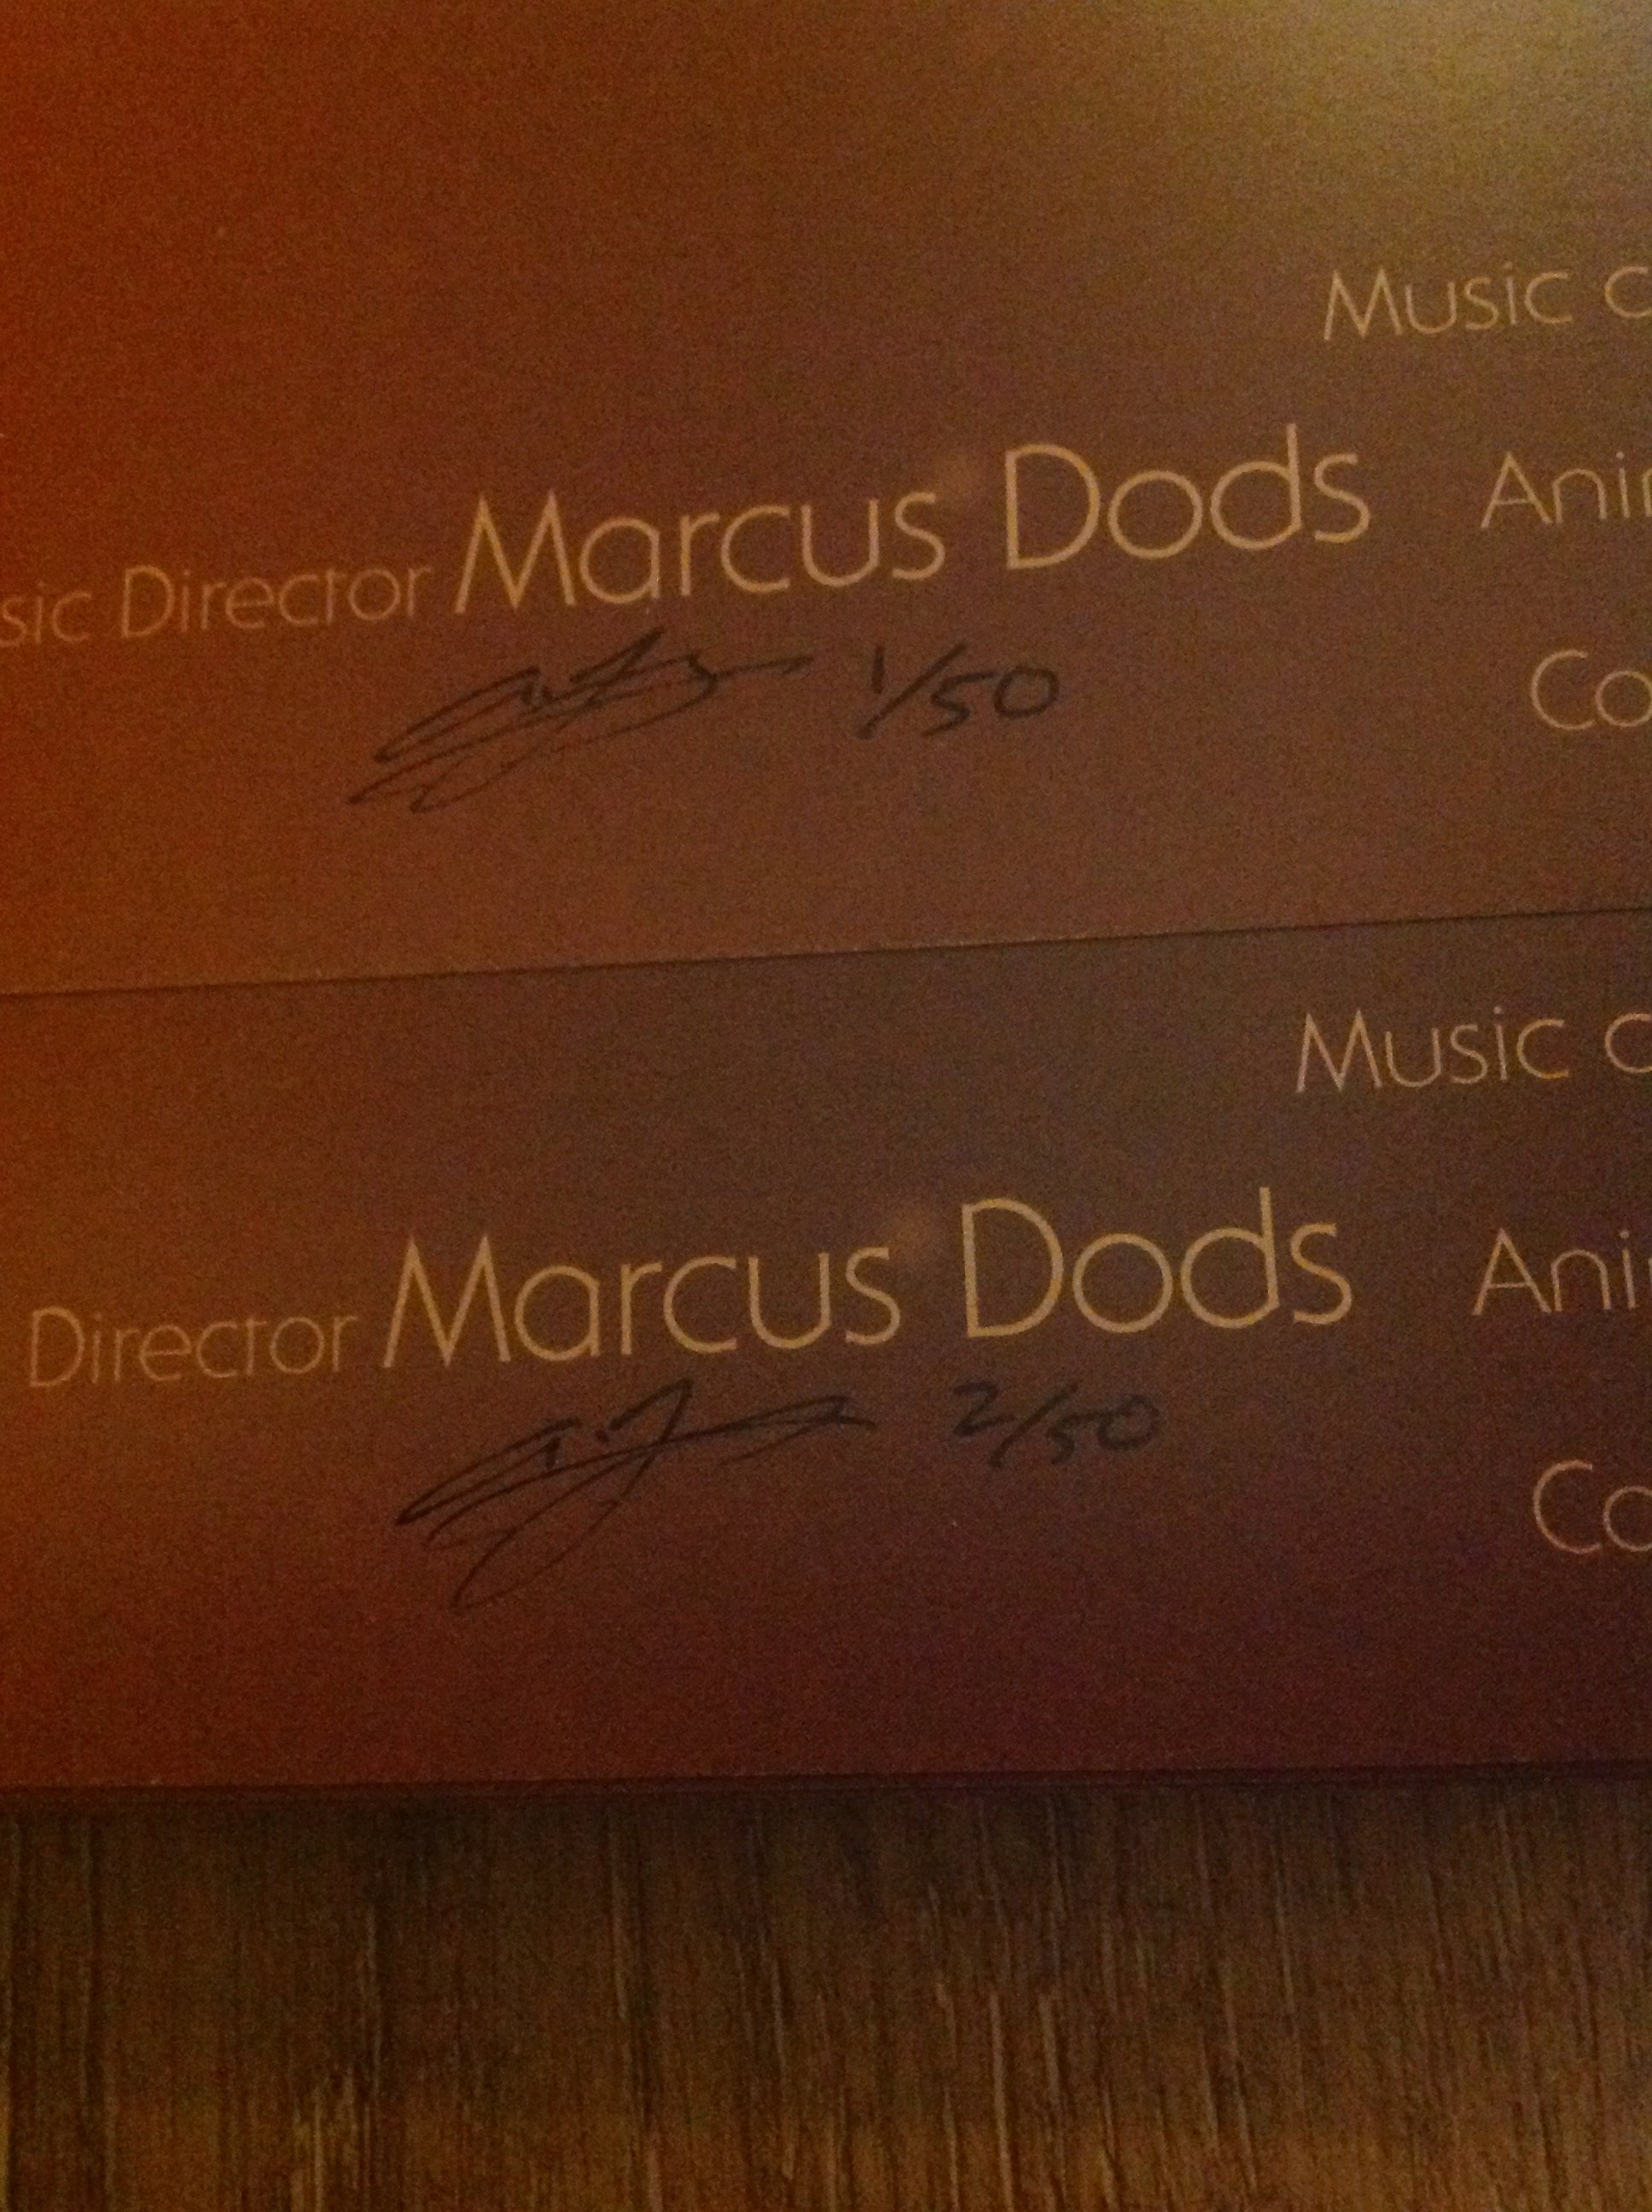 Music
sic Director Marcus Dods Ani
1/50
Co
Music
Director Marcus Dods Ani
2/50
Co